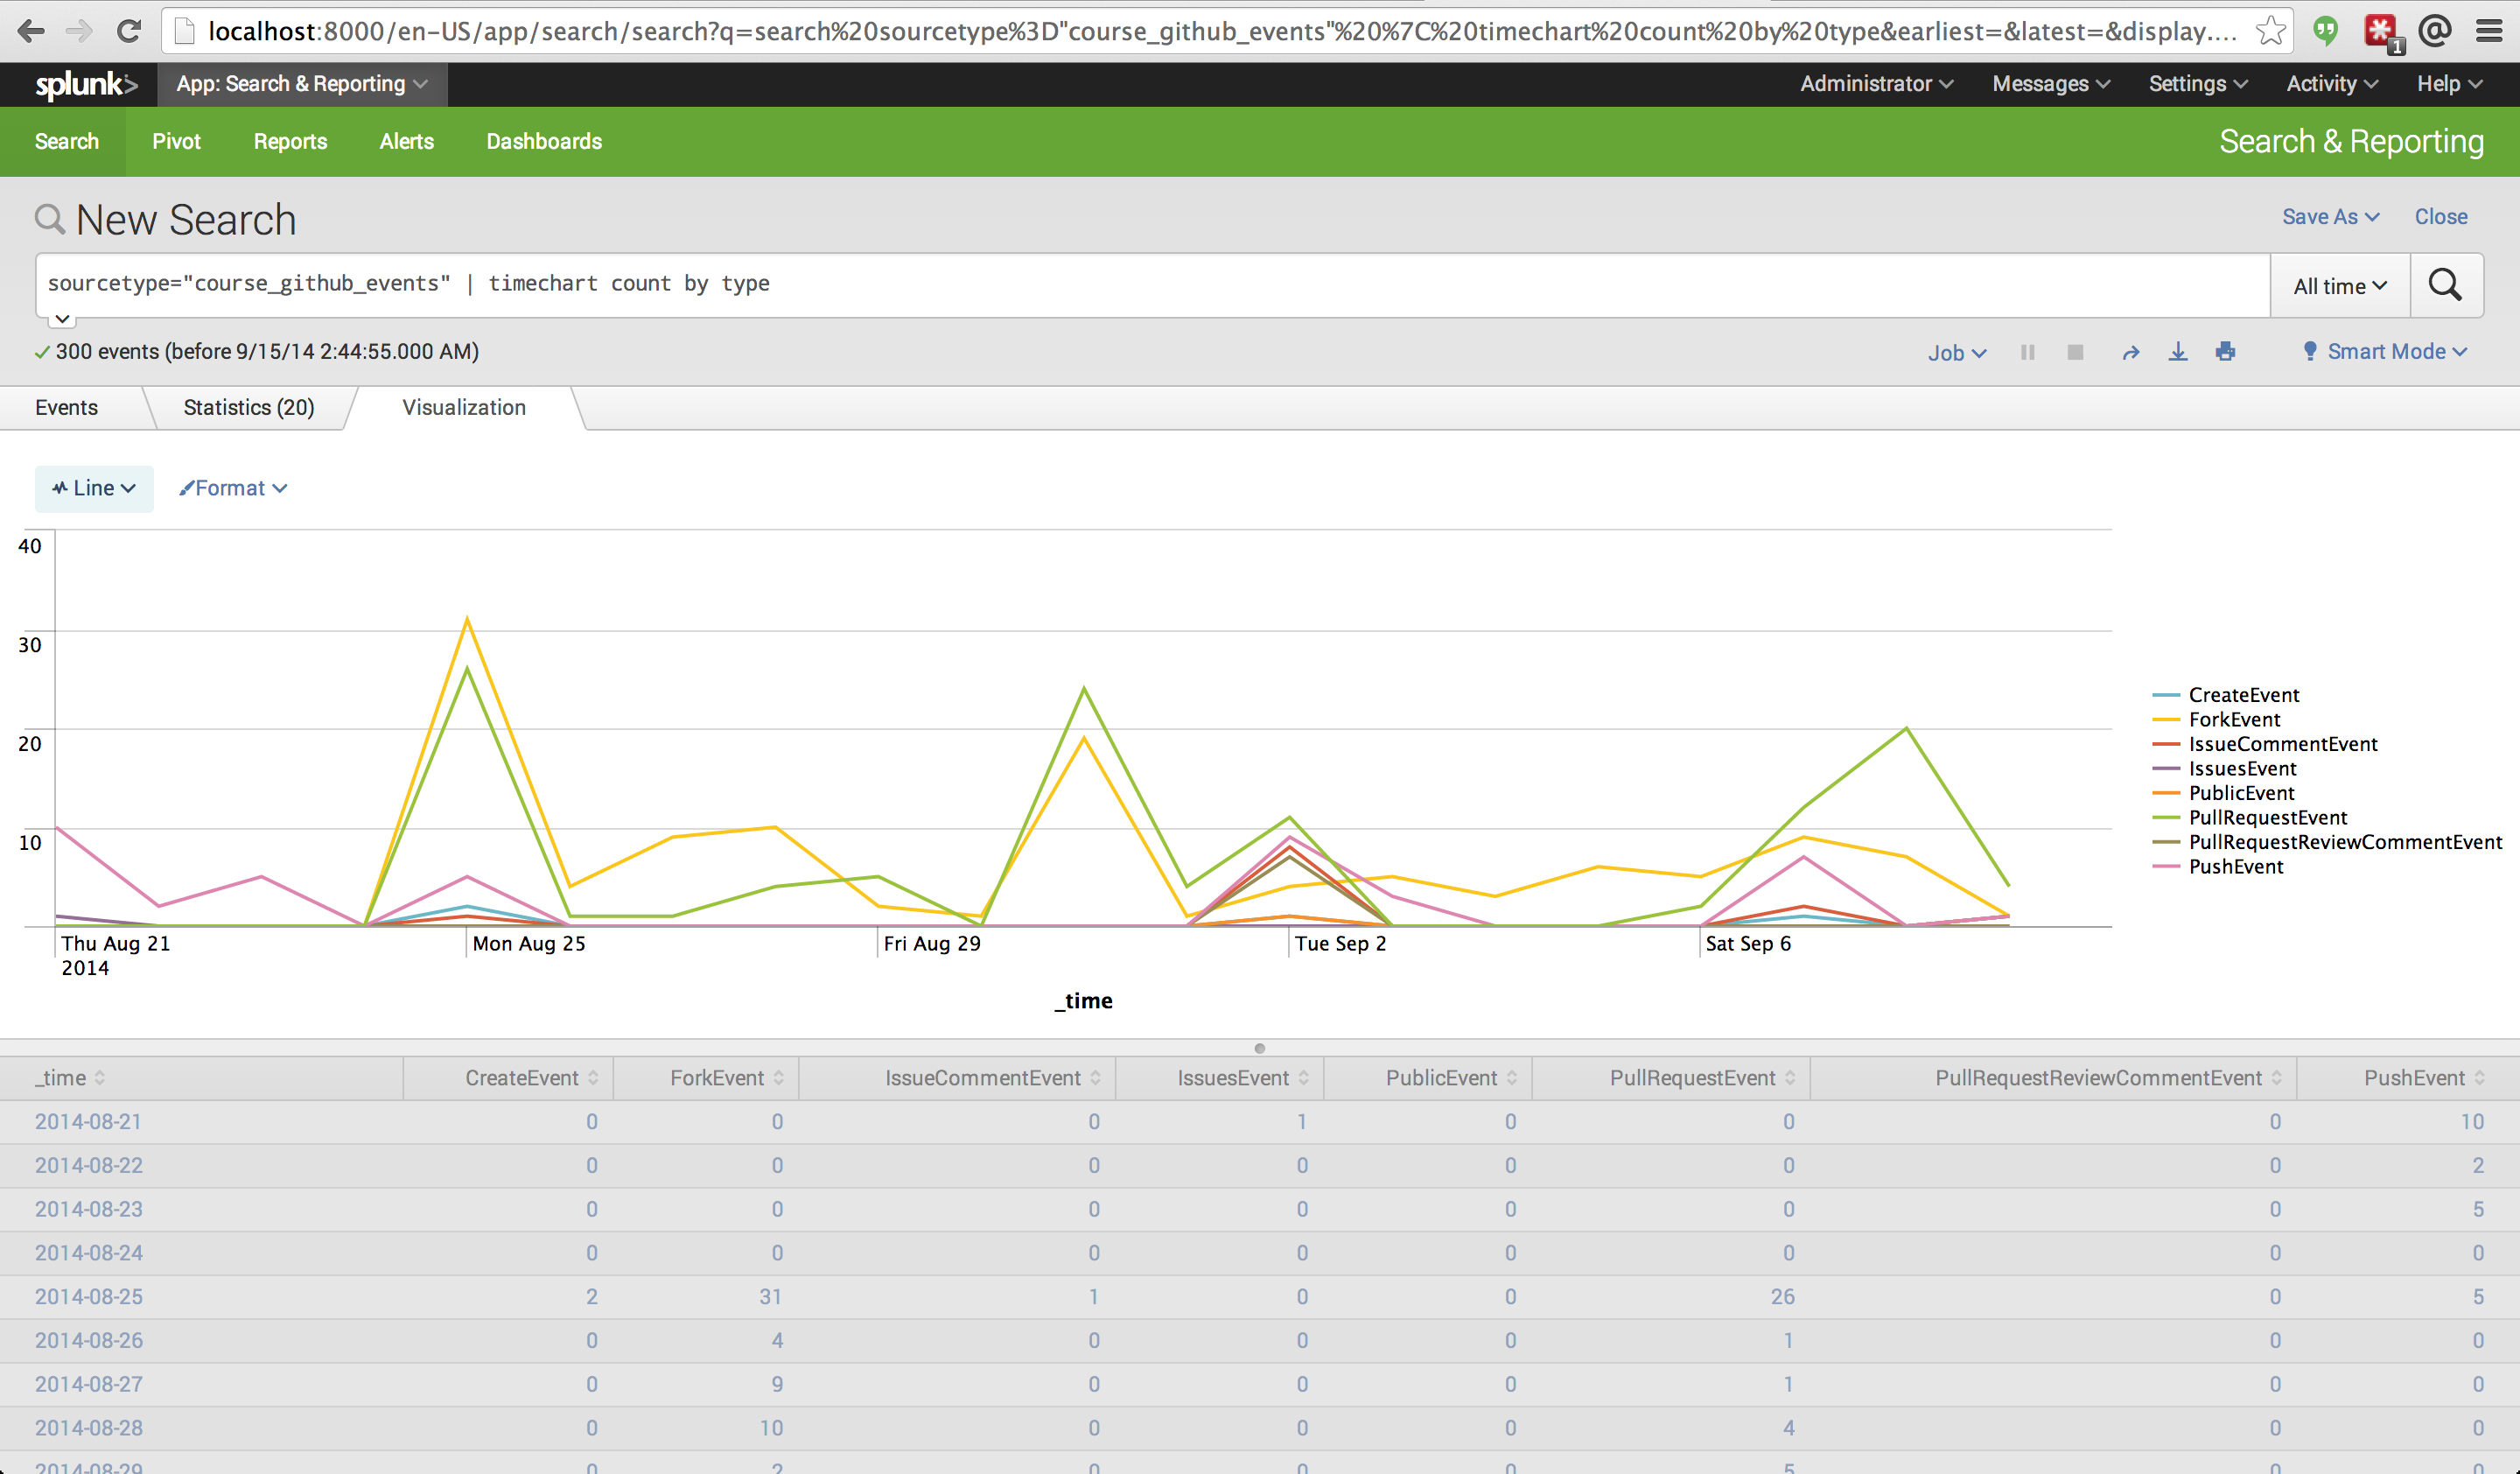 localhost:8000/en-US/app/search/search?q=search%20sourcetype%3D"course_github_events"%20%7C%20timechart%20count%20by%20type&earliest=&latest=&display....
1
splunk> App: Search & Reporting Administrator Messages Settings Activity Help
Search Pivot Reports Alerts Dashboards Search & Reporting
New Search Save As Close
sourcetype="course_github_events" | timechart count by type All time
300 events (before 9/15/14 2:44:55.000 AM) Job Smart Mode
Events Statistics (20) Visualization
Line Format
40
30
20
10
Thu Aug 21 Mon Aug 25 Fri Aug 29 Tue Sep 2 Sat Sep 6
2014
_time
CreateEvent
ForkEvent
IssueCommentEvent
IssuesEvent
PublicEvent
PullRequestEvent
PullRequestReviewCommentEvent
PushEvent
_time CreateEvent ForkEvent IssueCommentEvent IssuesEvent PublicEvent PullRequestEvent PullRequestReviewCommentEvent PushEvent
2014-08-21 0 0 0 1 0 0 0 10
2014-08-22 0 0 0 0 0 0 0 2
2014-08-23 0 0 0 0 0 0 0 5
2014-08-24 0 0 0 0 0 0 0 0
2014-08-25 2 31 1 0 0 26 0 5
2014-08-26 0 4 0 0 0 1 0 0
2014-08-27 0 9 0 0 0 1 0 0
2014-08-28 0 10 0 0 0 4 0 0
2014-08-29 0 2 0 0 0 5 0 0